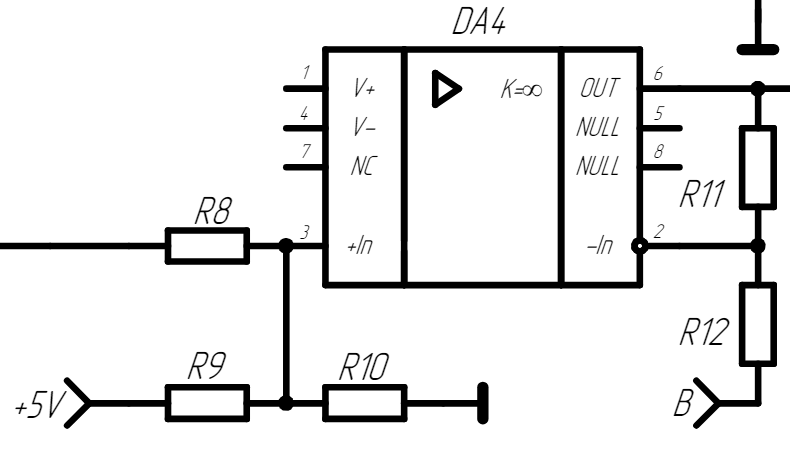 DA4
1 V+ K=∞ OUT 6
4 V- NULL 5
7 NC NULL 8
R11
R8
3 +In -In 2
R12
R9 R10
+5V
B